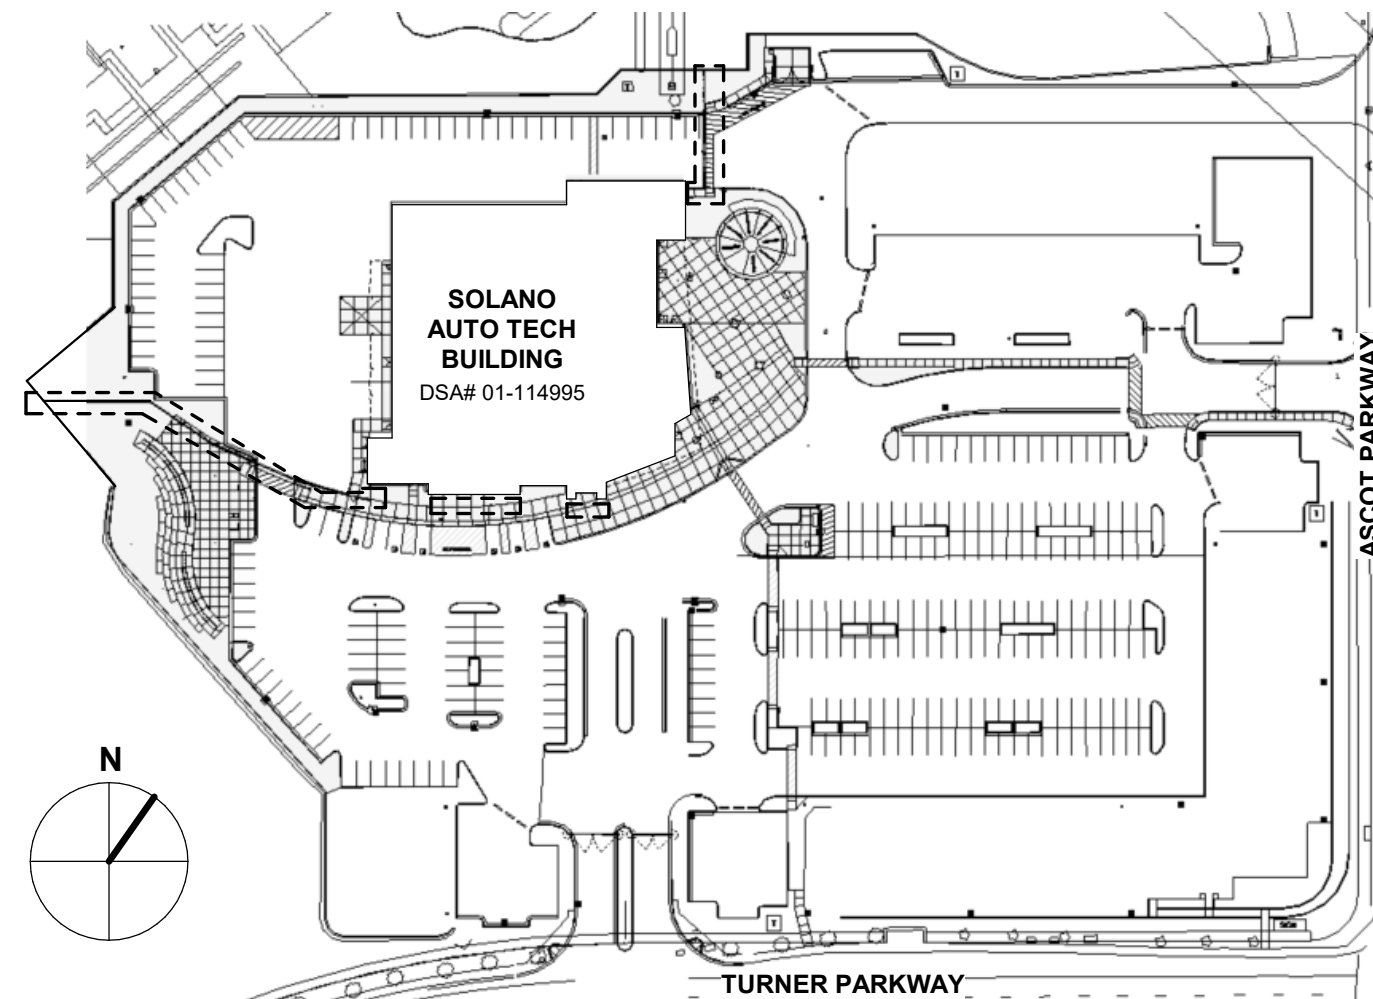 SOLANO
AUTO TECH
BUILDING
DSA# 01-114995
ASCOT PARKWAY
N
TURNER PARKWAY